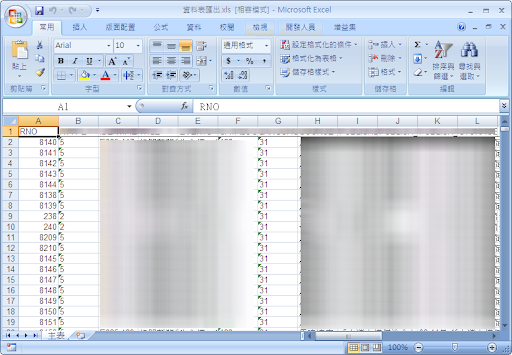 資料表匯出.xls [相容模式] - Microsoft Excel
常用 插入 版面配置 公式 資料 校閱 檢視 開發人員 增益集
貼上 Arial 10 通用格式 設定格式化的條件 插入 Σ
格式化為表格 刪除 排序與篩選 尋找與選取
儲存格樣式 格式
剪貼簿 字型 對齊方式 數值 樣式 儲存格 編輯
A1 fx RNO
A B C D E F G H I J K L
1 RNO
2 8140 5 31
3 8141 5 31
4 8142 5 31
5 8143 5 31
6 8144 5 31
7 8138 5 31
8 8139 5 31
9 238 2 31
10 240 2 31
11 8209 5 31
12 8210 5 31
13 8145 5 31
14 8146 5 31
15 8147 5 31
16 8148 5 31
17 8149 5 31
18 8150 5 31
19 8151 5 31
主表
100%